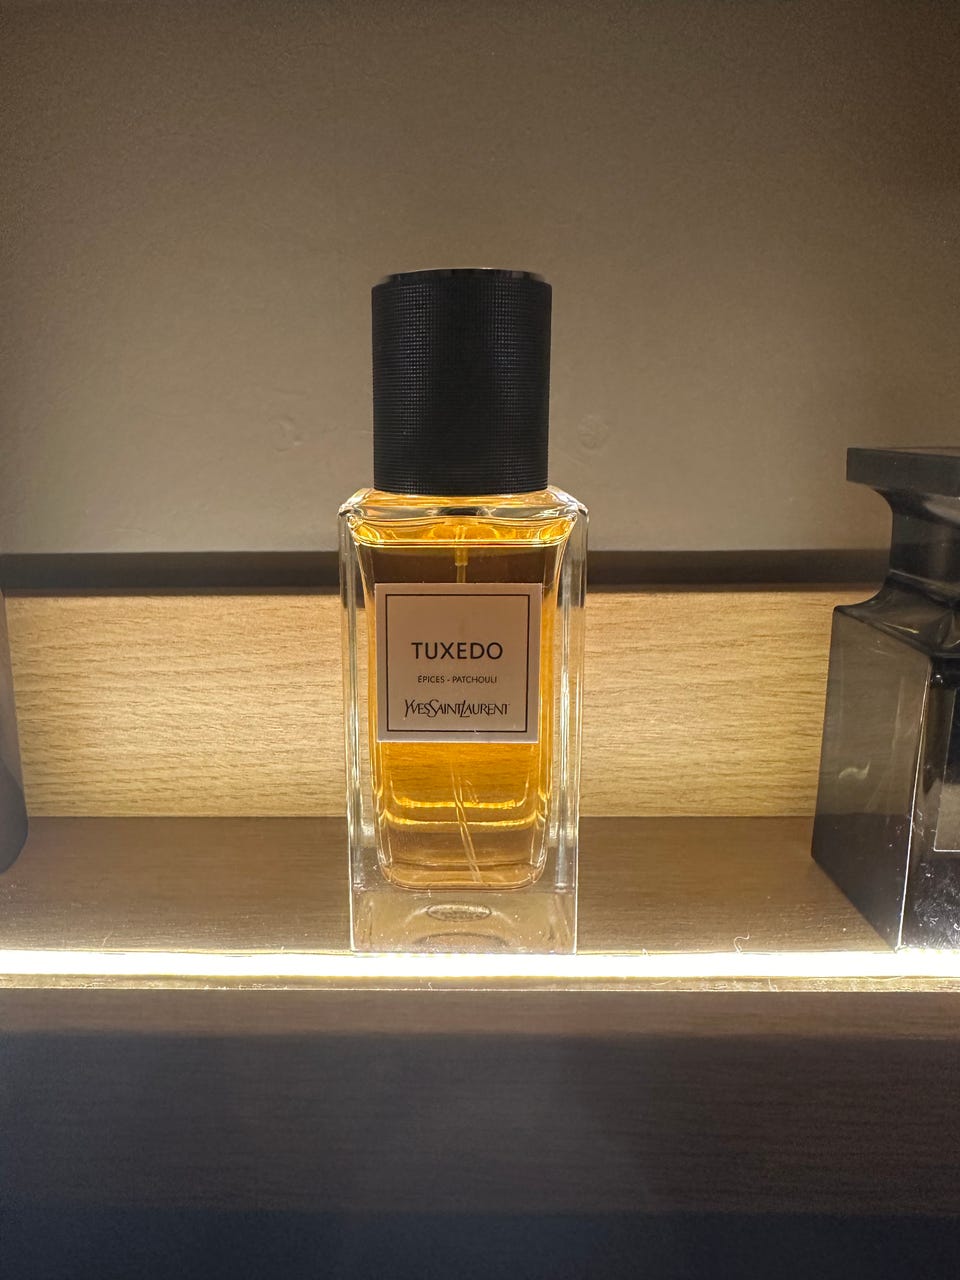 TUXEDO
ÉPICES - PATCHOULI
YVESSAINTLAURENT